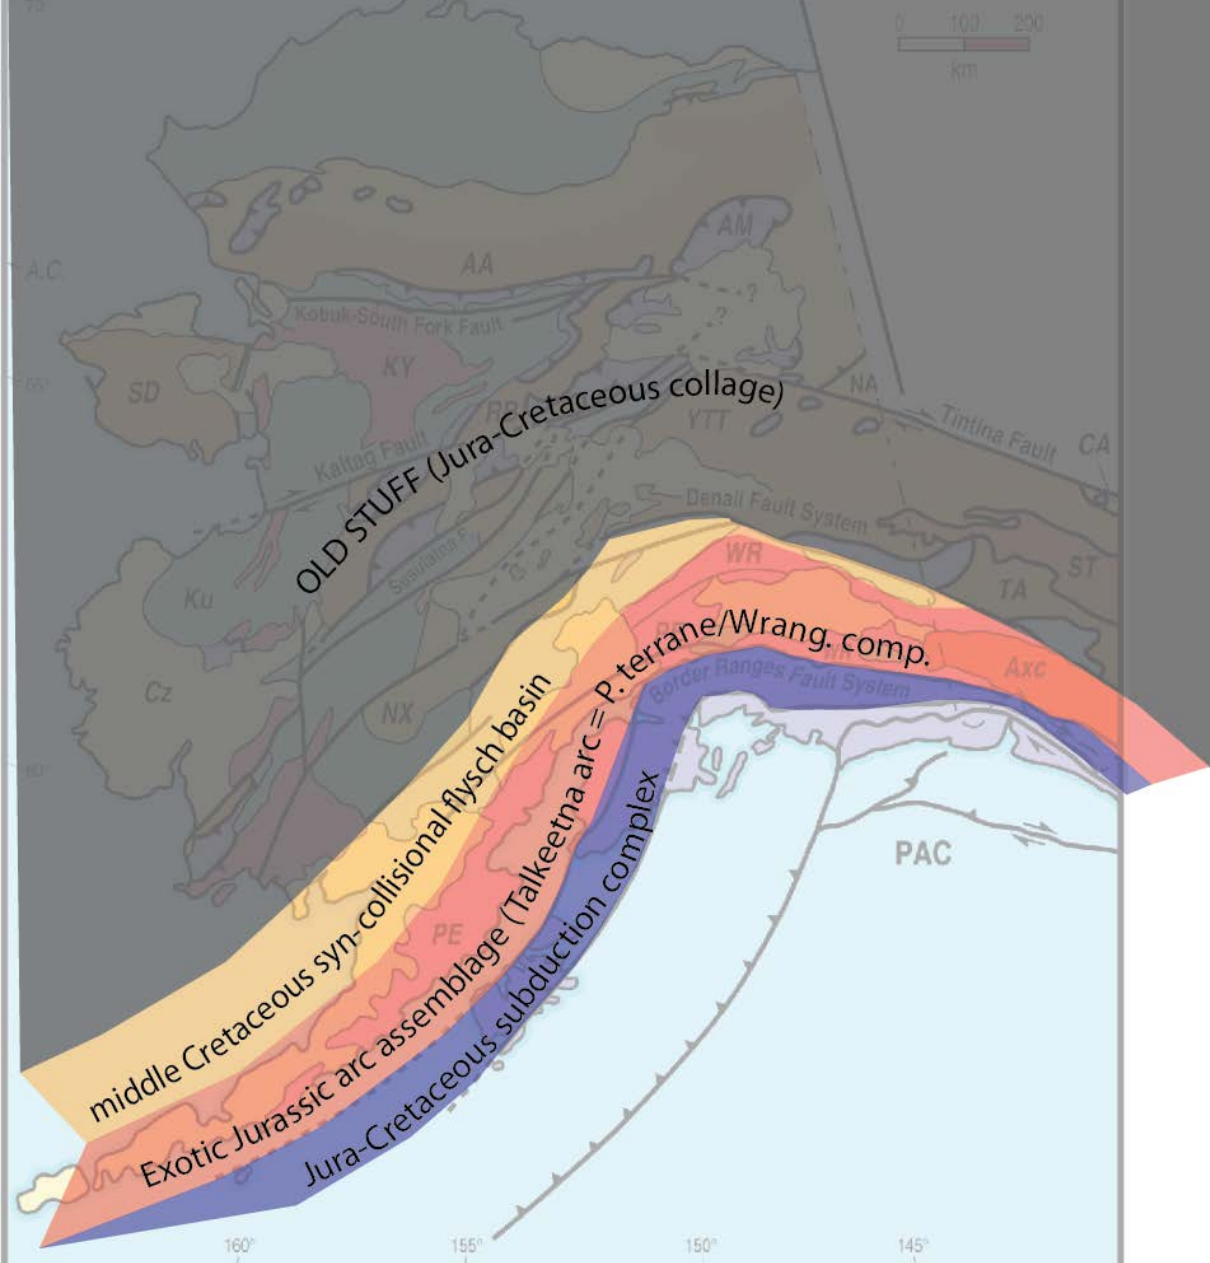 0 100 200
km
AM
A.C.
AA
?
?
Kobuk-South Fork Fault
KY
SD
65°
NA
Tintina Fault
CA
OLD STUFF (Jura-Cretaceous collage)
YTT
Kaltag Fault
Denali Fault System
Susulatna F.
WR
ST
TA
Ku
Exotic Jurassic arc assemblage (Talkeetna arc = P. terrane/Wrang. comp.
Axc
Border Ranges Fault System
Cz
NX
middle Cretaceous syn-collisional flysch basin
60°
Jura-Cretaceous subduction complex
PAC
PE
160° 155° 150° 145°